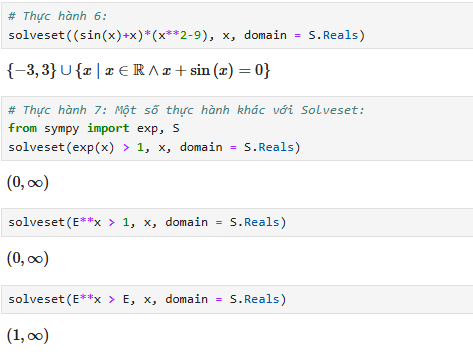 # Thực hành 6:
solveset((sin(x)+x)*(x**2-9), x, domain = S.Reals)
{−3, 3} ∪ {x | x ∈ ℝ ∧ x + sin (x) = 0}
# Thực hành 7: Một số thực hành khác với Solveset:
from sympy import exp, S
solveset(exp(x) > 1, x, domain = S.Reals)
(0, ∞)
solveset(E**x > 1, x, domain = S.Reals)
(0, ∞)
solveset(E**x > E, x, domain = S.Reals)
(1, ∞)